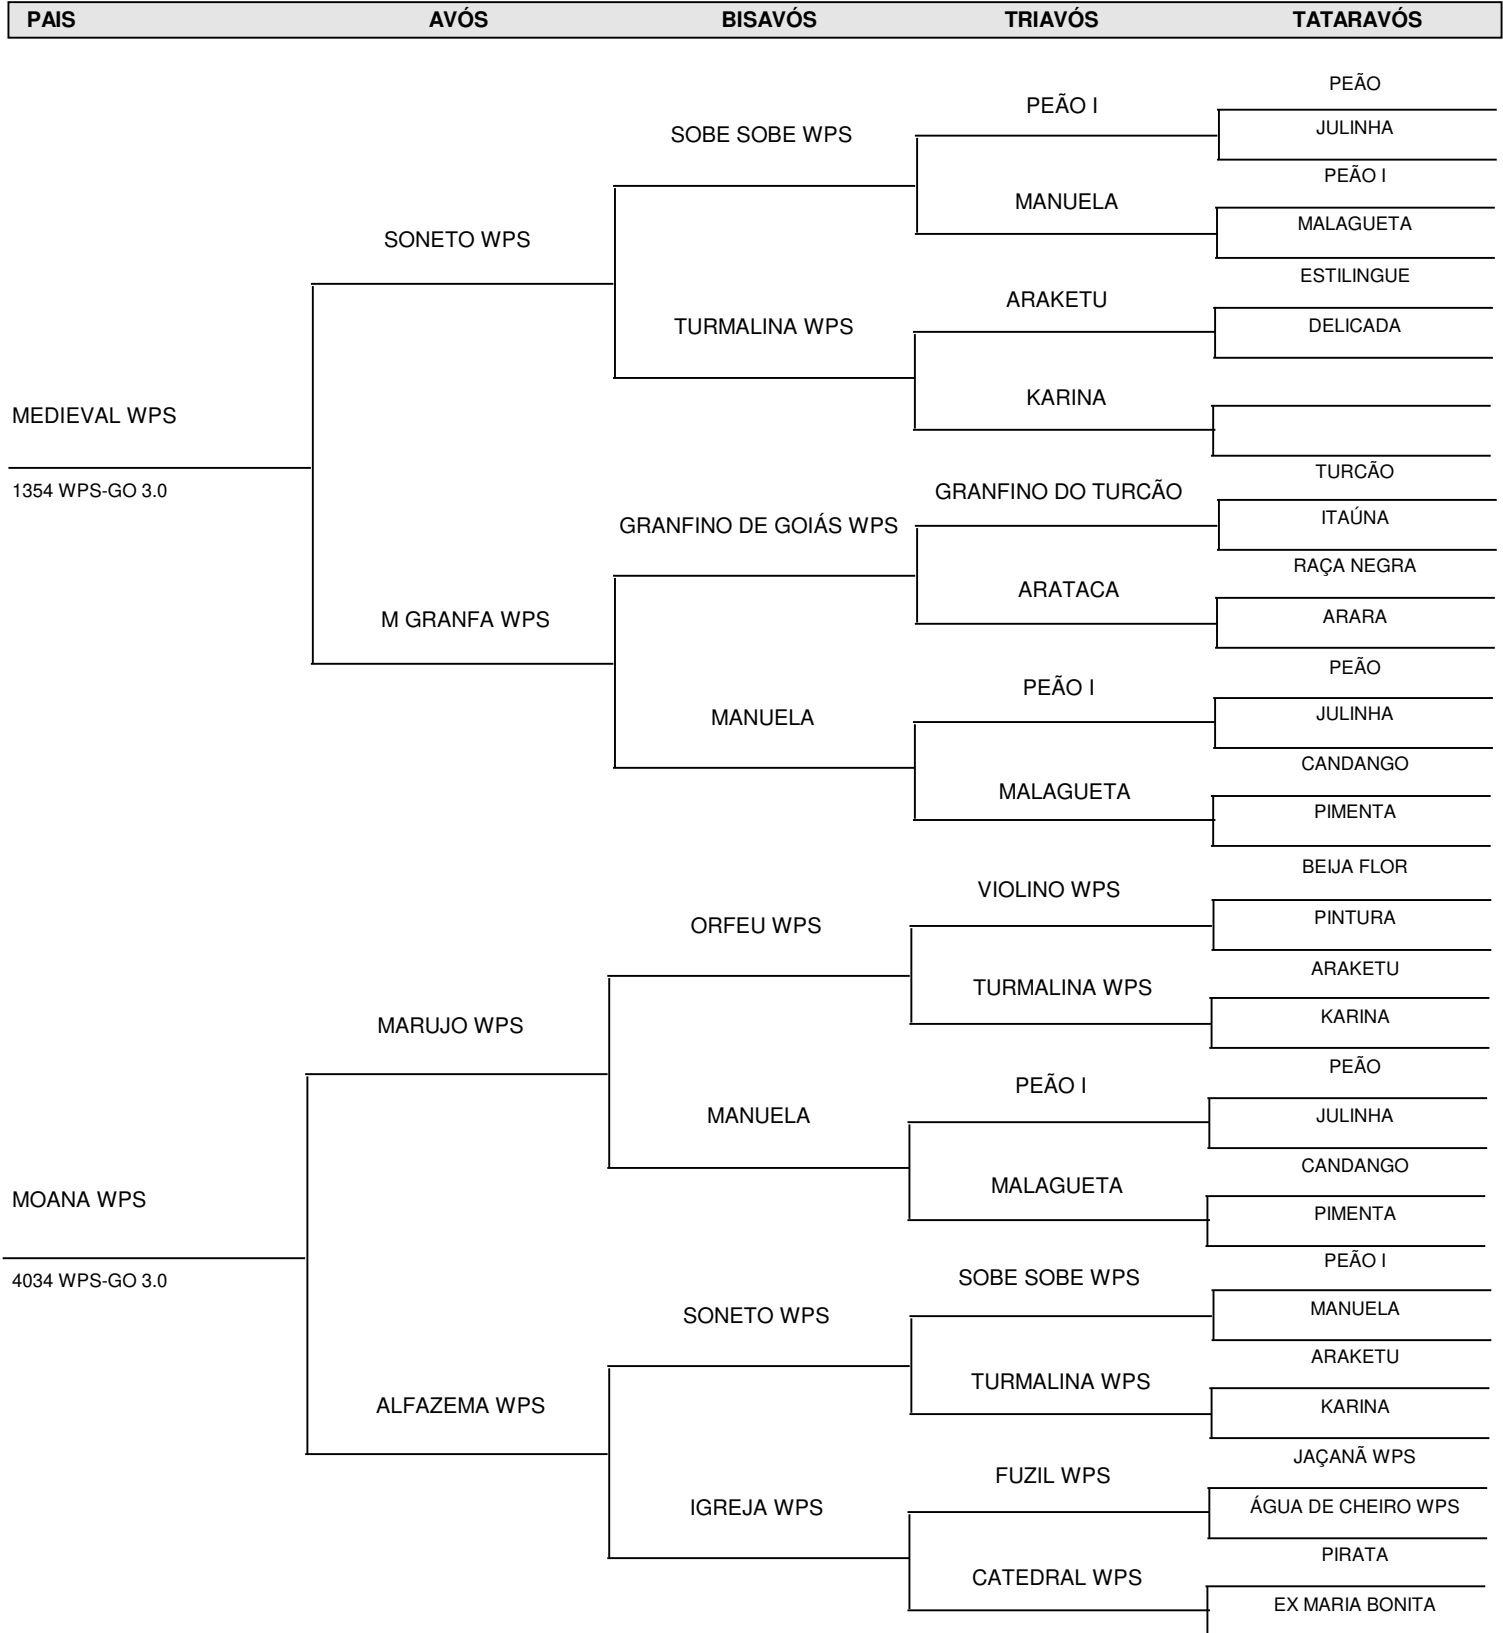 PAIS AVÓS BISAVÓS TRIAVÓS TATARAVÓS
PEÃO
PEÃO I
JULINHA
SOBE SOBE WPS
PEÃO I
MANUELA
MALAGUETA
SONETO WPS
ESTILINGUE
ARAKETU
TURMALINA WPS
DELICADA
KARINA
MEDIEVAL WPS
TURCÃO
1354 WPS-GO 3.0
GRANFINO DO TURCÃO
ITAÚNA
GRANFINO DE GOIÁS WPS
RAÇA NEGRA
ARATACA
M GRANFA WPS
ARARA
PEÃO
PEÃO I
MANUELA
JULINHA
CANDANGO
MALAGUETA
PIMENTA
BEIJA FLOR
VIOLINO WPS
ORFEU WPS
PINTURA
ARAKETU
TURMALINA WPS
MARUJO WPS
KARINA
PEÃO
PEÃO I
MANUELA
JULINHA
CANDANGO
MALAGUETA
MOANA WPS
PIMENTA
PEÃO I
4034 WPS-GO 3.0
SOBE SOBE WPS
SONETO WPS
MANUELA
ARAKETU
TURMALINA WPS
ALFAZEMA WPS
KARINA
JAÇANÃ WPS
FUZIL WPS
IGREJA WPS
ÁGUA DE CHEIRO WPS
PIRATA
CATEDRAL WPS
EX MARIA BONITA